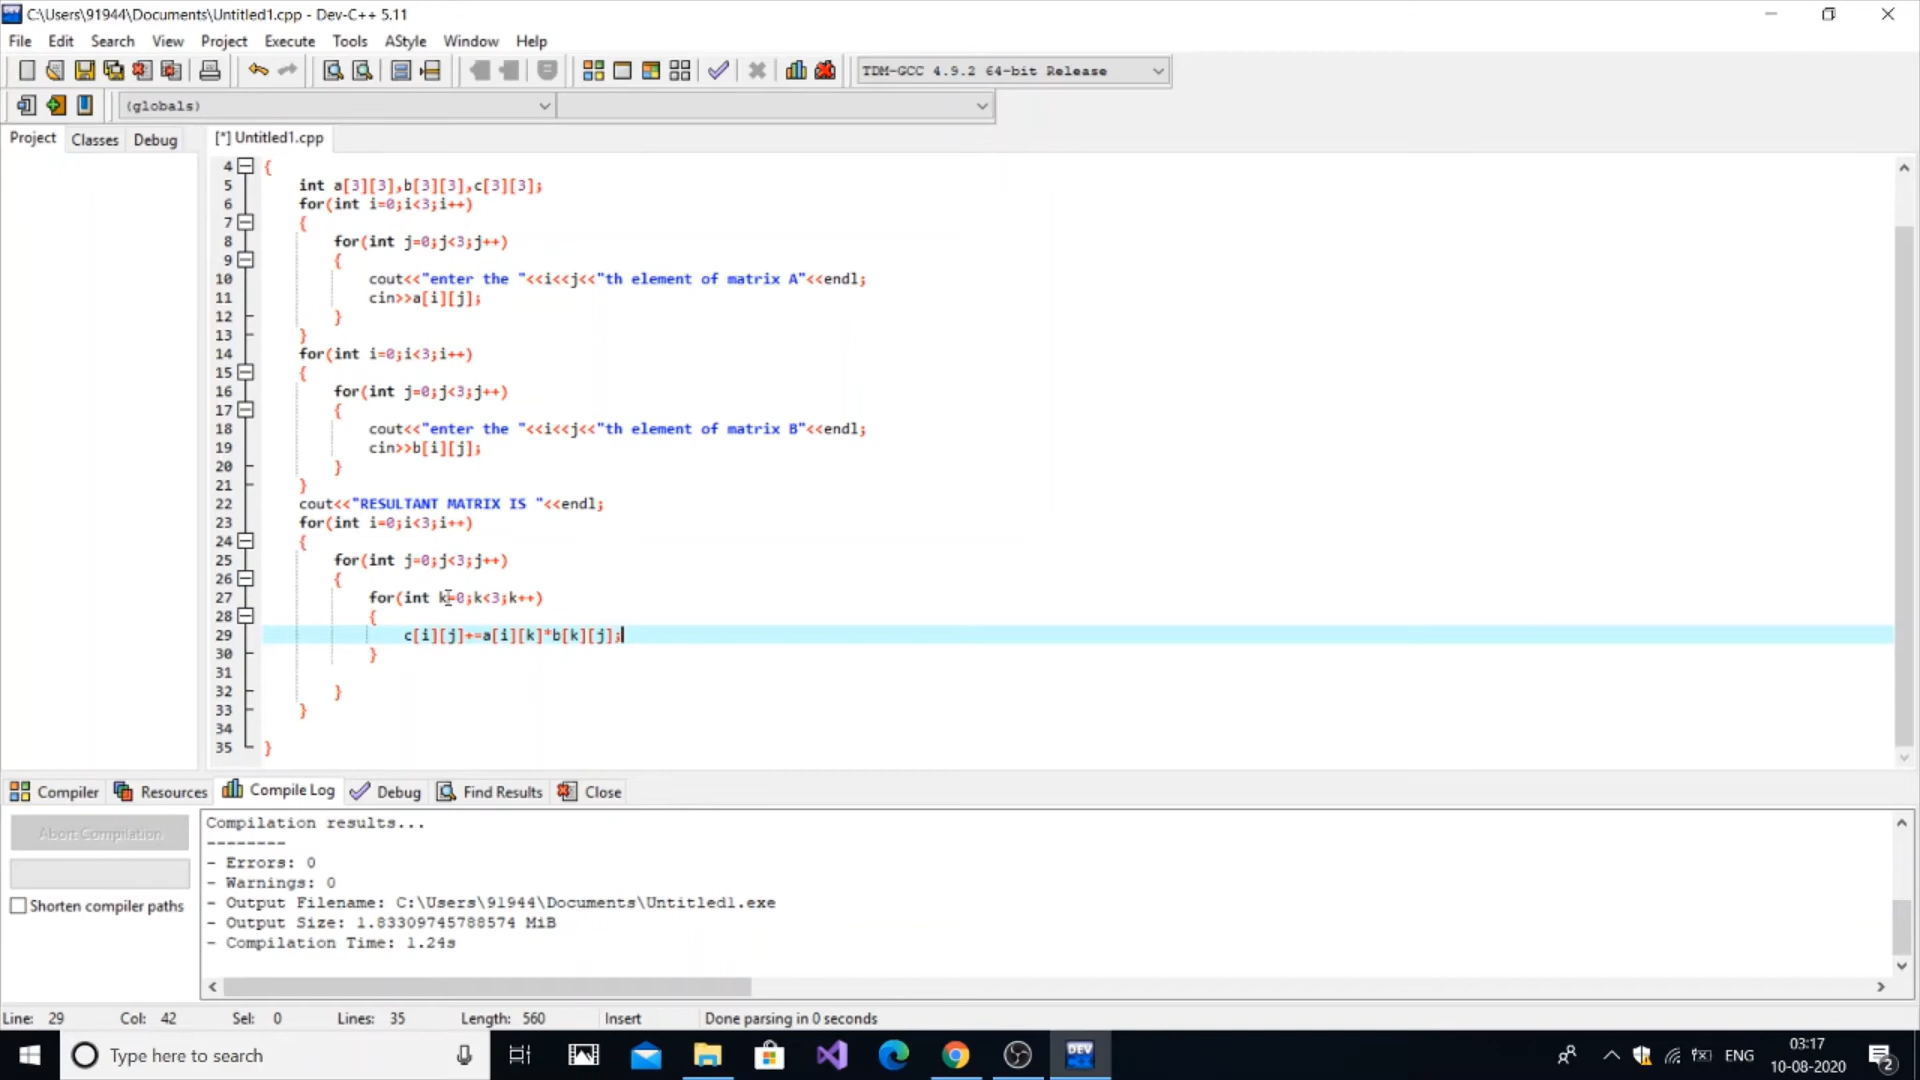 C:\Users\91944\Documents\Untitled1.cpp - Dev-C++ 5.11
File Edit Search View Project Execute Tools AStyle Window Help
TDM-GCC 4.9.2 64-bit Release
(globals)
Project Classes Debug [*] Untitled1.cpp
4 {
5 int a[3][3],b[3][3],c[3][3];
6 for(int i=0;i<3;i++)
7 {
8 for(int j=0;j<3;j++)
9 {
10 cout<<"enter the "<<i<<j<<"th element of matrix A"<<endl;
11 cin>>a[i][j];
12 }
13 }
14 for(int i=0;i<3;i++)
15 {
16 for(int j=0;j<3;j++)
17 {
18 cout<<"enter the "<<i<<j<<"th element of matrix B"<<endl;
19 cin>>b[i][j];
20 }
21 }
22 cout<<"RESULTANT MATRIX IS "<<endl;
23 for(int i=0;i<3;i++)
24 {
25 for(int j=0;j<3;j++)
26 {
27 for(int k=0;k<3;k++)
28 {
29 c[i][j]+=a[i][k]*b[k][j];
30 }
31
32 }
33 }
34
35 }
Compiler Resources Compile Log Debug Find Results Close
Abort Compilation
Shorten compiler paths
Compilation results...
--------
- Errors: 0
- Warnings: 0
- Output Filename: C:\Users\91944\Documents\Untitled1.exe
- Output Size: 1.83309745788574 MiB
- Compilation Time: 1.24s
Line: 29 Col: 42 Sel: 0 Lines: 35 Length: 560 Insert Done parsing in 0 seconds
Type here to search
DEV
ENG
03:17
10-08-2020
2